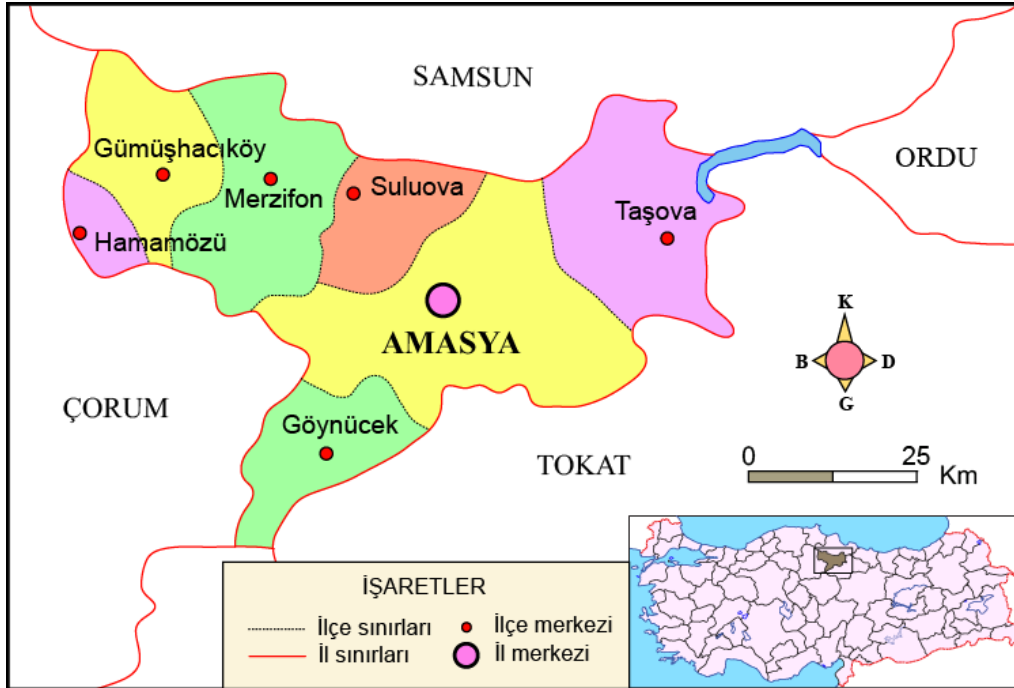 SAMSUN
ORDU
Gümüşhacıköy
Merzifon
Suluova
Taşova
Hamamözü
AMASYA
K
B
D
G
ÇORUM
Göynücek
TOKAT
0
25
Km
İŞARETLER
İlçe sınırları
İlçe merkezi
İl sınırları
İl merkezi